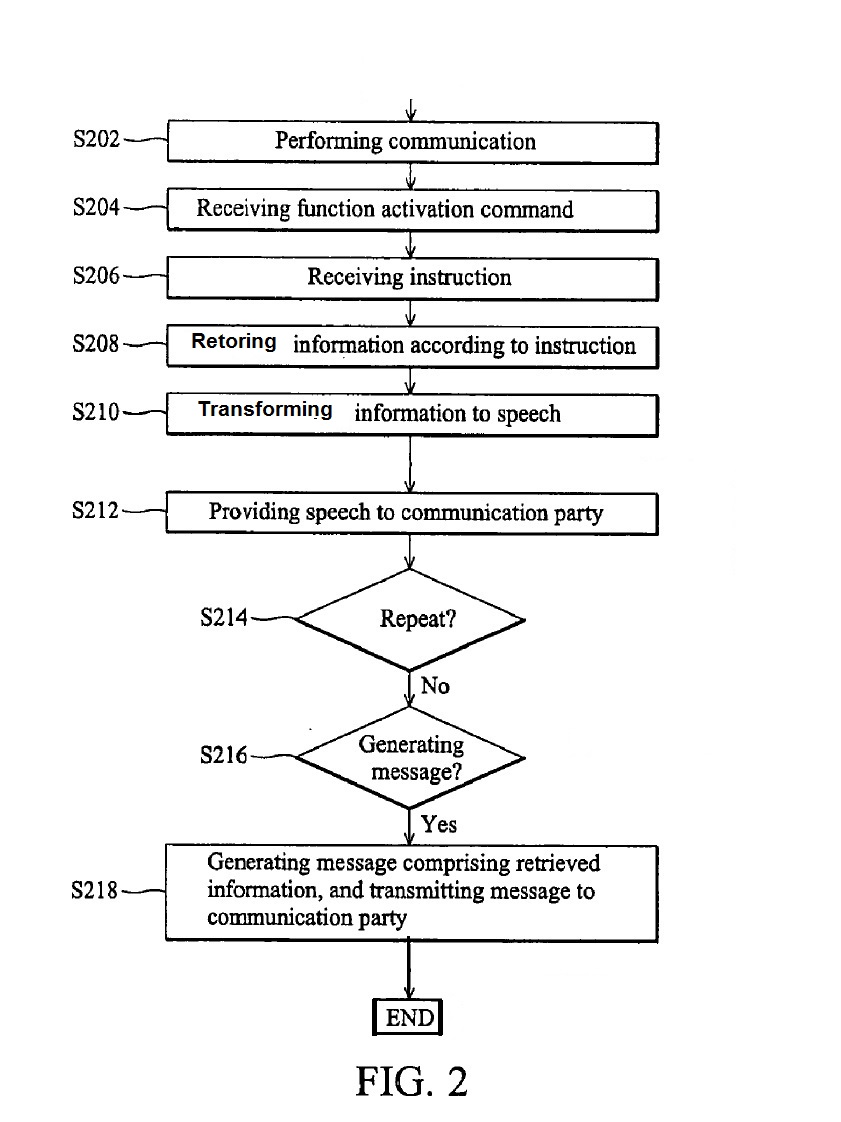 S202 Performing communication
S204 Receiving function activation command
S206 Receiving instruction
S208 Retoring information according to instruction
S210 Transforming information to speech
S212 Providing speech to communication party
S214 Repeat?
No
S216 Generating
message?
Yes
Generating message comprising retrieved
S218 information, and transmitting message to
communication party
END
FIG. 2